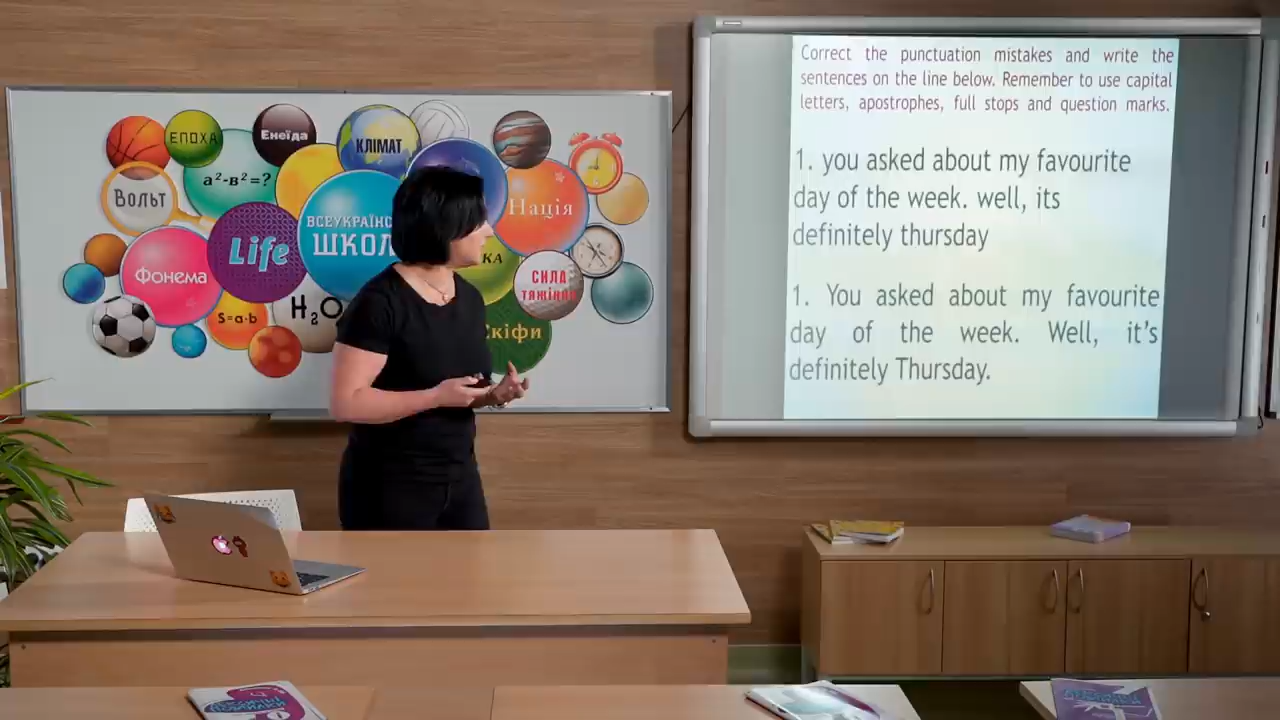 ЕПОХА
Енеїда
КЛІМАТ
a²-в²=?
Вольт
Нація
Life
ВСЕУКРАЇНС
ШКОЛ
Фонема
КА
СИЛА
тяжіння
S=a·b
H₂O
Скіфи
Correct the punctuation mistakes and write the
sentences on the line below. Remember to use capital
letters, apostrophes, full stops and question marks.
1. you asked about my favourite
day of the week. well, its
definitely thursday
1. You asked about my favourite
day of the week. Well, it's
definitely Thursday.